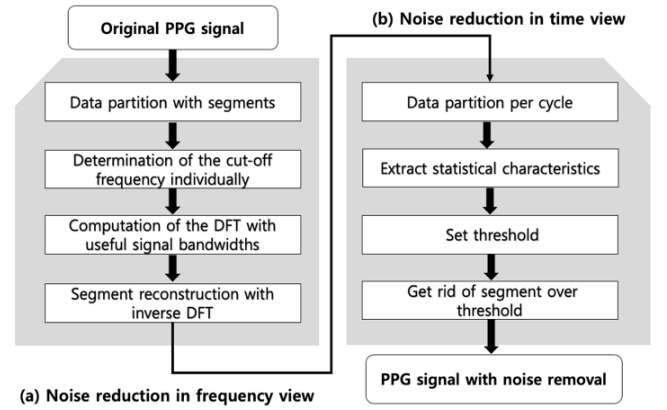 Original PPG signal
Data partition with segments
Determination of the cut-off
frequency individually
Computation of the DFT with
useful signal bandwidths
Segment reconstruction with
inverse DFT
(a) Noise reduction in frequency view
(b) Noise reduction in time view
Data partition per cycle
Extract statistical characteristics
Set threshold
Get rid of segment over
threshold
PPG signal with noise removal